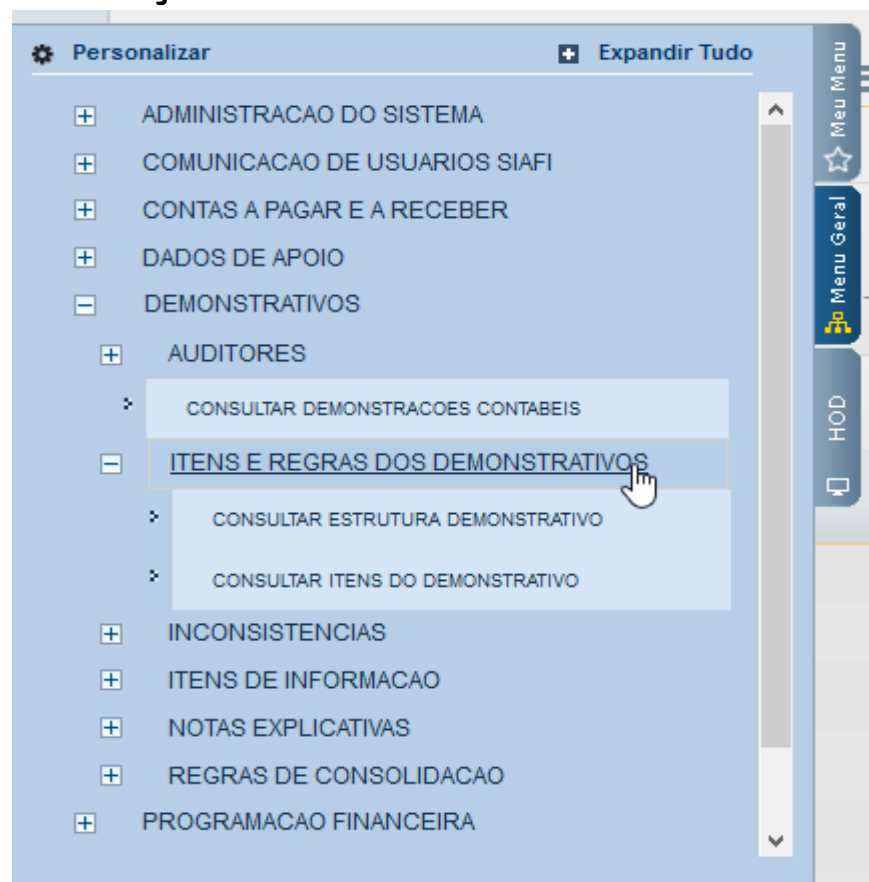 Personalizar
Expandir Tudo
ADMINISTRACAO DO SISTEMA
COMUNICACAO DE USUARIOS SIAFI
CONTAS A PAGAR E A RECEBER
DADOS DE APOIO
DEMONSTRATIVOS
AUDITORES
CONSULTAR DEMONSTRACOES CONTABEIS
ITENS E REGRAS DOS DEMONSTRATIVOS
CONSULTAR ESTRUTURA DEMONSTRATIVO
CONSULTAR ITENS DO DEMONSTRATIVO
INCONSISTENCIAS
ITENS DE INFORMACAO
NOTAS EXPLICATIVAS
REGRAS DE CONSOLIDACAO
PROGRAMACAO FINANCEIRA
Meu Menu
Menu Geral
HOD